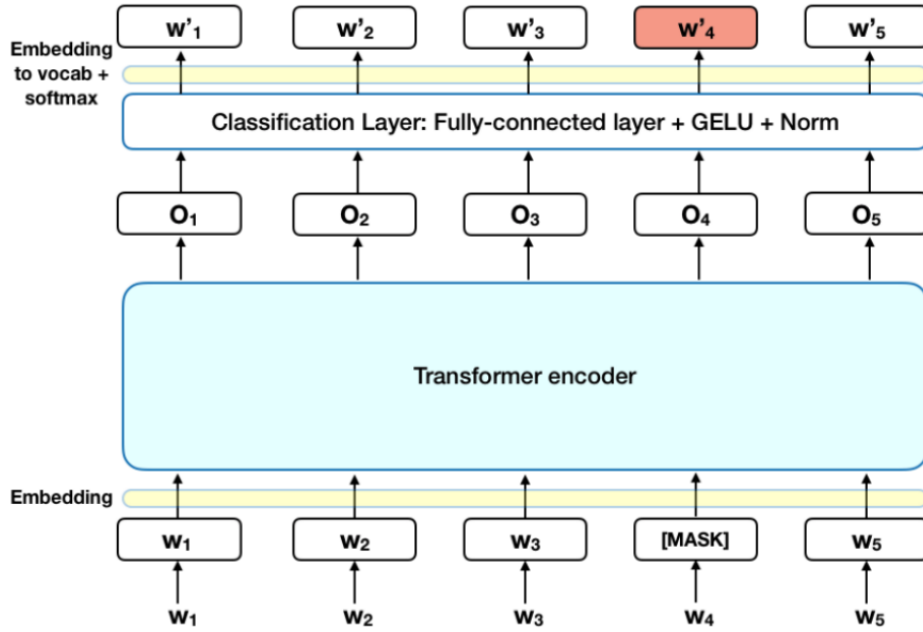 w'₁ w'₂ w'₃ w'₄ w'₅
Embedding
to vocab +
softmax
Classification Layer: Fully-connected layer + GELU + Norm
O₁ O₂ O₃ O₄ O₅
Transformer encoder
Embedding
w₁ w₂ w₃ [MASK] w₅
w₁ w₂ w₃ w₄ w₅